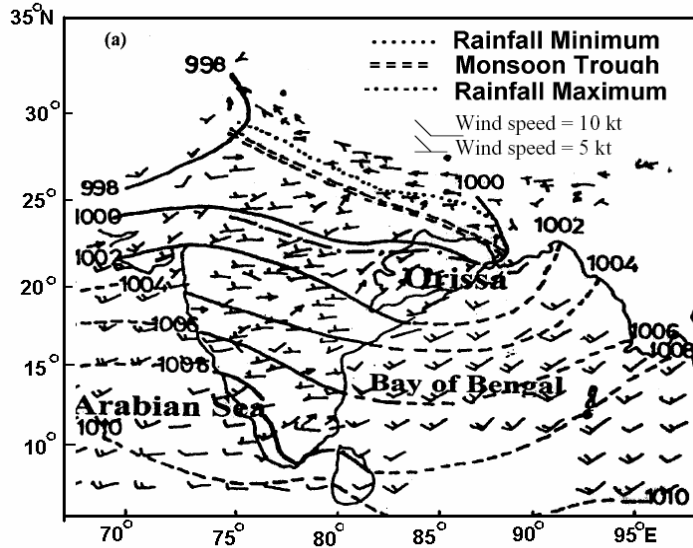 35°N
(a)
Rainfall Minimum
Monsoon Trough
Rainfall Maximum
Wind speed = 10 kt
Wind speed = 5 kt
998
30°
998
25°
1000
1000
1002
1002
20°
1004
1004
Orissa
1006
1006
15°
1008
1008
Bay of Bengal
Arabian Sea
1010
10°
1010
70°
75°
80°
85°
90°
95°E